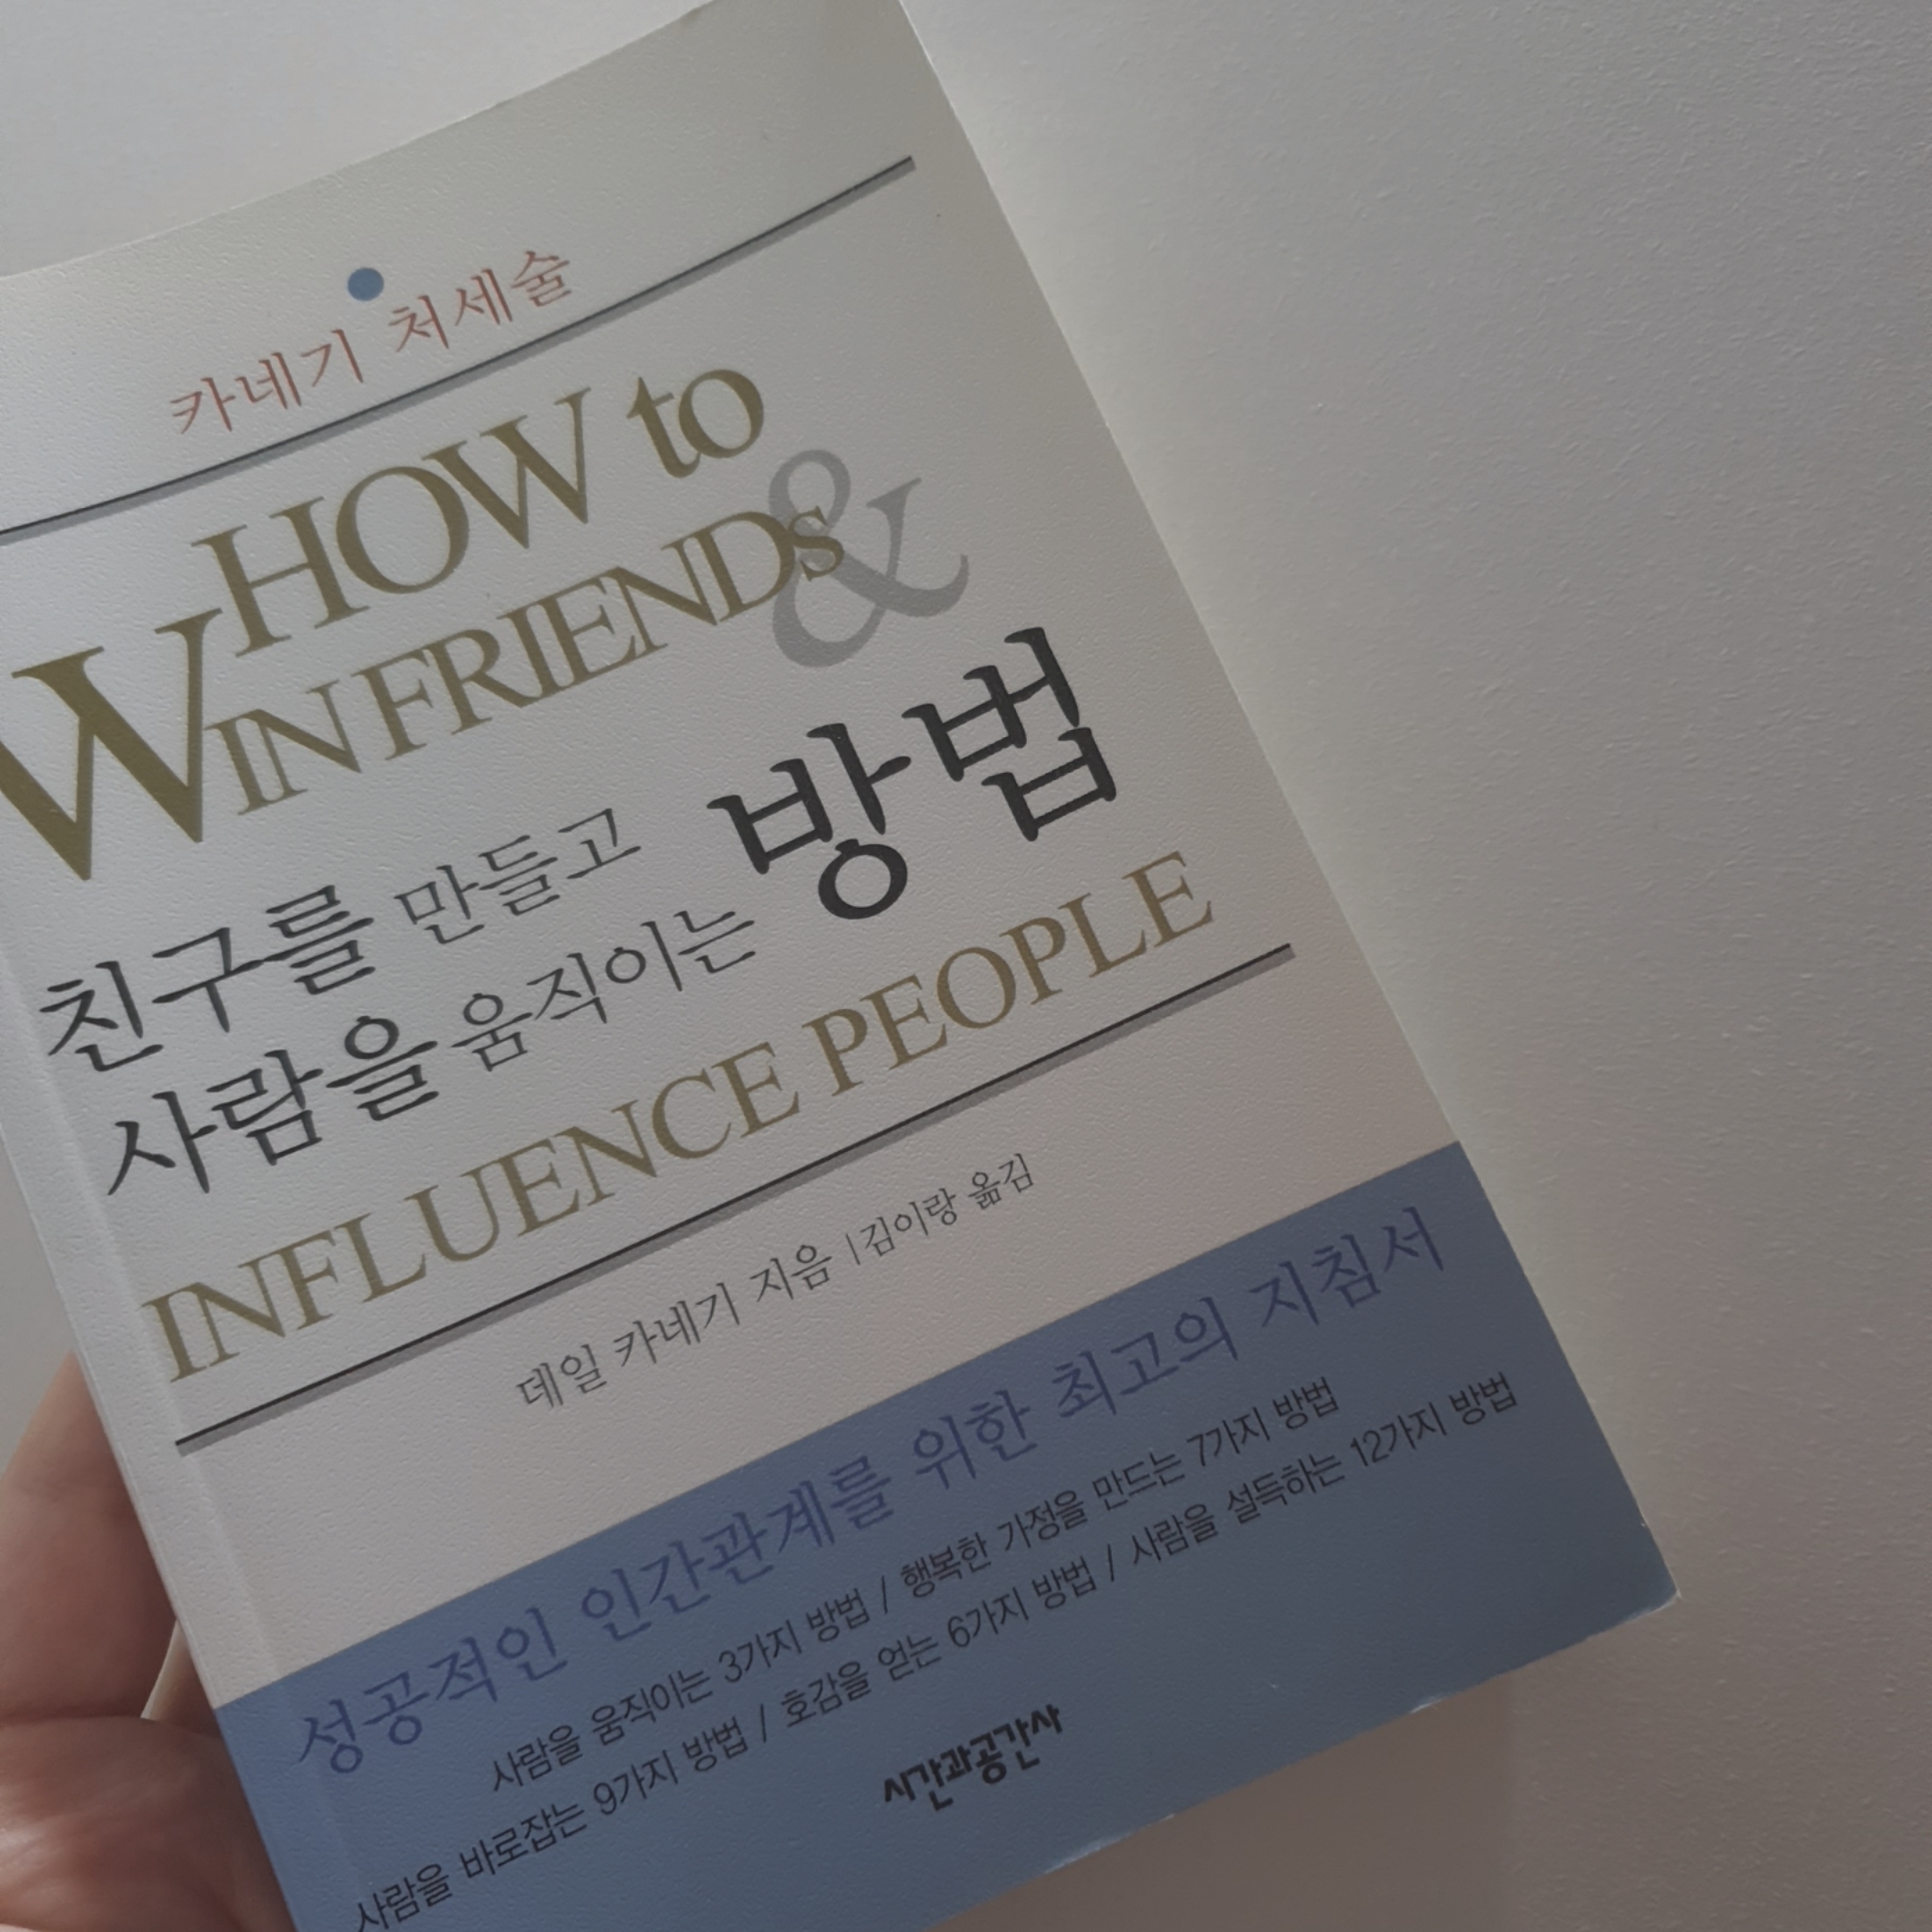 카네기 처세술
HOW to
WIN FRIENDs &
친구를 만들고
사람을 움직이는 방법
INFLUENCE PEOPLE
데일 카네기 지음 | 김이랑 옮김
성공적인 인간관계를 위한 최고의 지침서
사람을 움직이는 3가지 방법 / 행복한 가정을 만드는 7가지 방법
사람을 바로잡는 9가지 방법 / 호감을 얻는 6가지 방법 / 사람을 설득하는 12가지 방법
시간과공간사